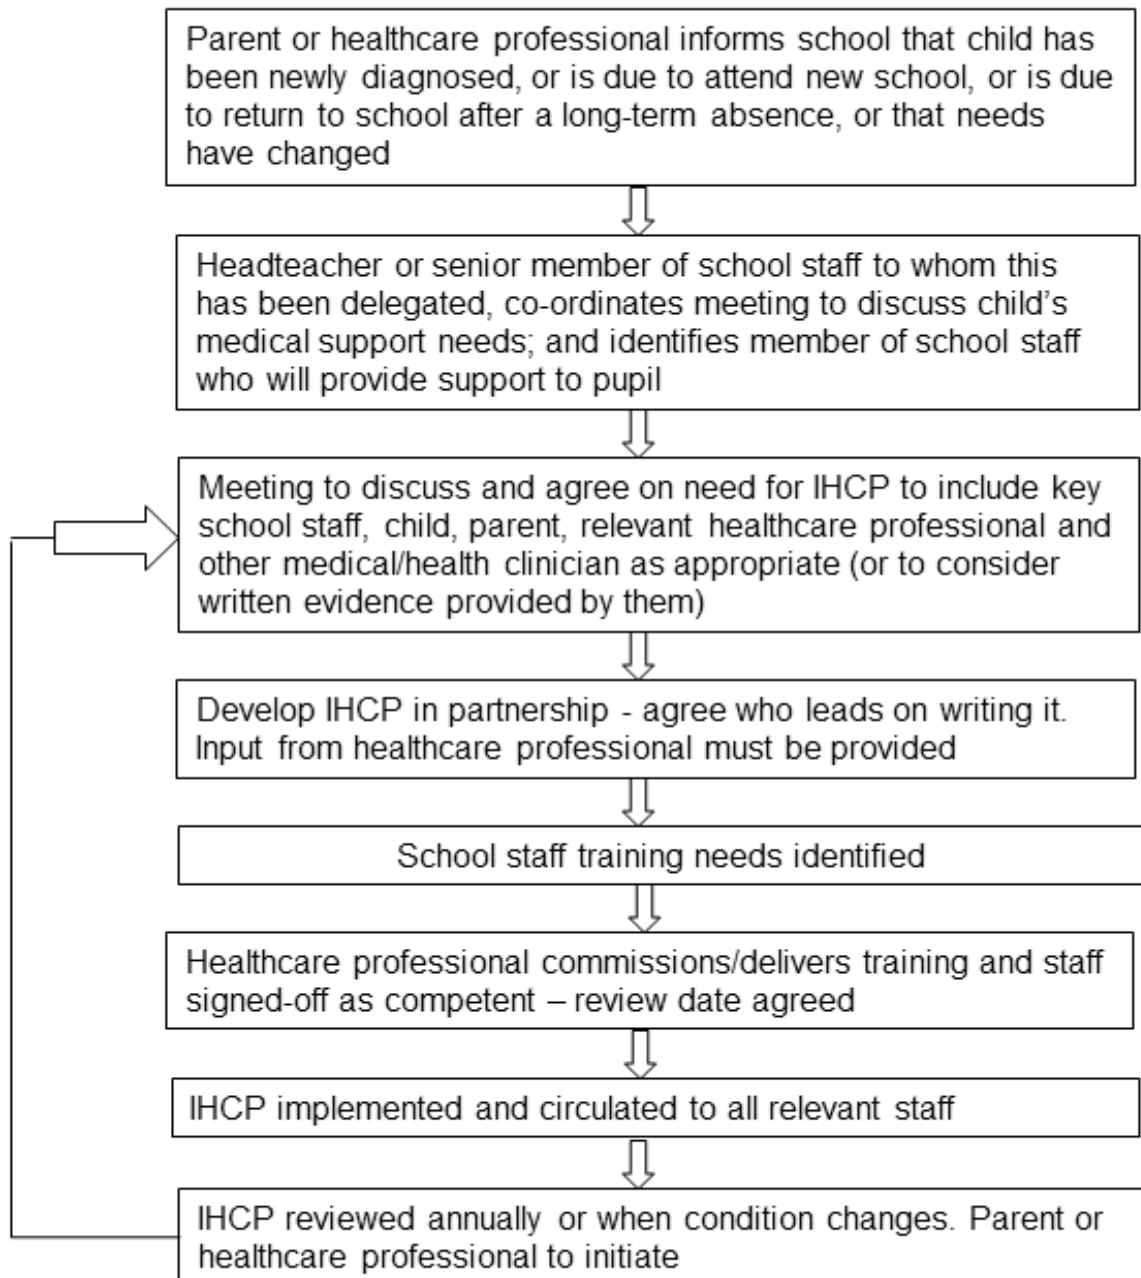 Parent or healthcare professional informs school that child has
been newly diagnosed, or is due to attend new school, or is due
to return to school after a long-term absence, or that needs
have changed
Headteacher or senior member of school staff to whom this
has been delegated, co-ordinates meeting to discuss child's
medical support needs; and identifies member of school staff
who will provide support to pupil
Meeting to discuss and agree on need for IHCP to include key
school staff, child, parent, relevant healthcare professional and
other medical/health clinician as appropriate (or to consider
written evidence provided by them)
Develop IHCP in partnership - agree who leads on writing it.
Input from healthcare professional must be provided
School staff training needs identified
Healthcare professional commissions/delivers training and staff
signed-off as competent – review date agreed
IHCP implemented and circulated to all relevant staff
IHCP reviewed annually or when condition changes. Parent or
healthcare professional to initiate